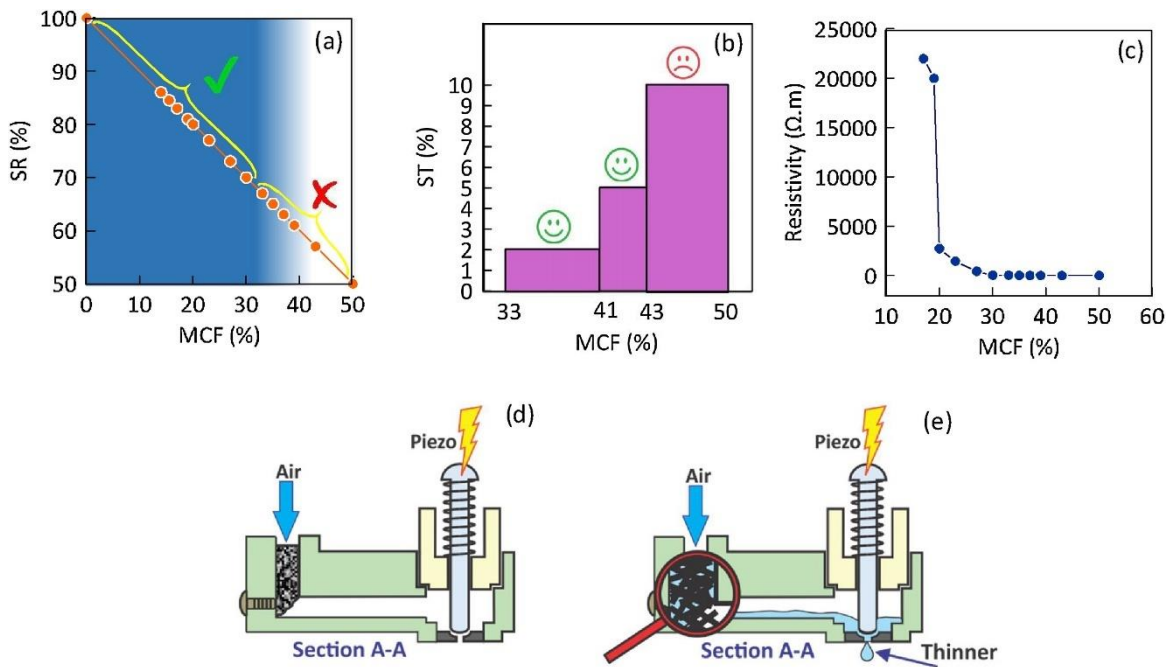 (a)
SR (%)
100
90
80
70
60
50
0 10 20 30 40 50
MCF (%)
(b)
ST (%)
10
9
8
7
6
5
4
3
2
1
0
33 41 43 50
MCF (%)
(c)
Resistivity (Ω.m)
25000
20000
15000
10000
5000
0
10 20 30 40 50 60
MCF (%)
(d)
Piezo
Air
Section A-A
(e)
Piezo
Air
Section A-A
Thinner